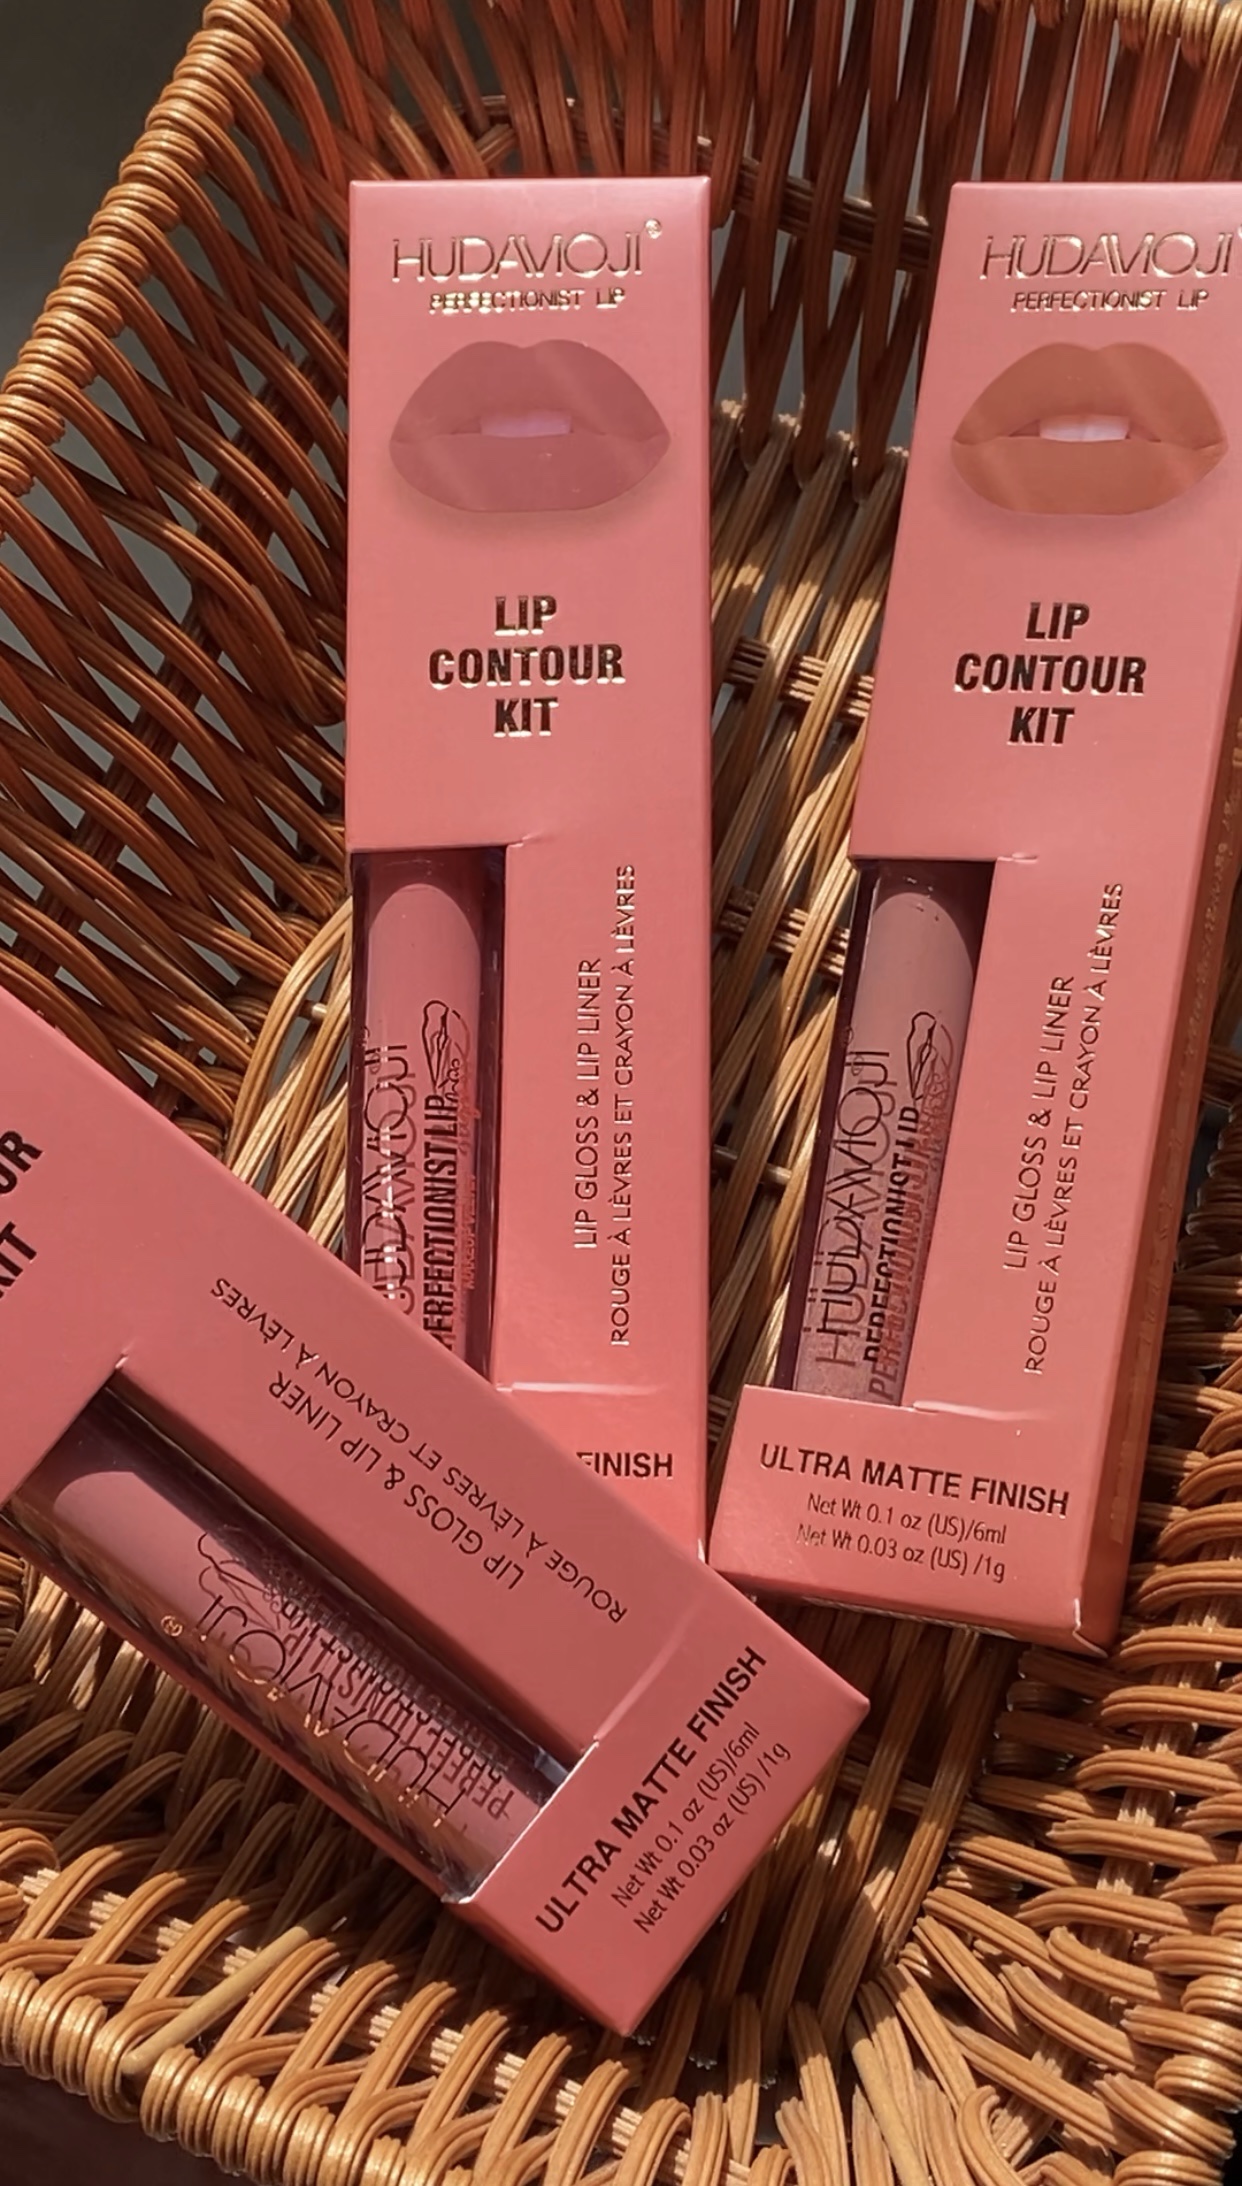 HUDAMOJI®
PERFECTIONIST LIP
LIP
CONTOUR
KIT
HUDAMOJI
PERFECTIONIST LIP
LIP GLOSS & LIP LINER
ROUGE À LÈVRES ET CRAYON À LÈVRES
FINISH
HUDAMOJI
PERFECTIONIST LIP
LIP
CONTOUR
KIT
HUDAMOJI
PERFECTIONIST LIP
LIP GLOSS & LIP LINER
ROUGE À LÈVRES ET CRAYON À LÈVRES
ULTRA MATTE FINISH
Net Wt 0.1 oz (US)/6ml
Net Wt 0.03 oz (US) /1g
OUR
KIT
LIP GLOSS & LIP LINER
ROUGE À LÈVRES ET CRAYON À LÈVRES
HUDAMOJI®
ULTRA MATTE FINISH
Net Wt 0.1 oz (US)/6ml
Net Wt 0.03 oz (US) /1g